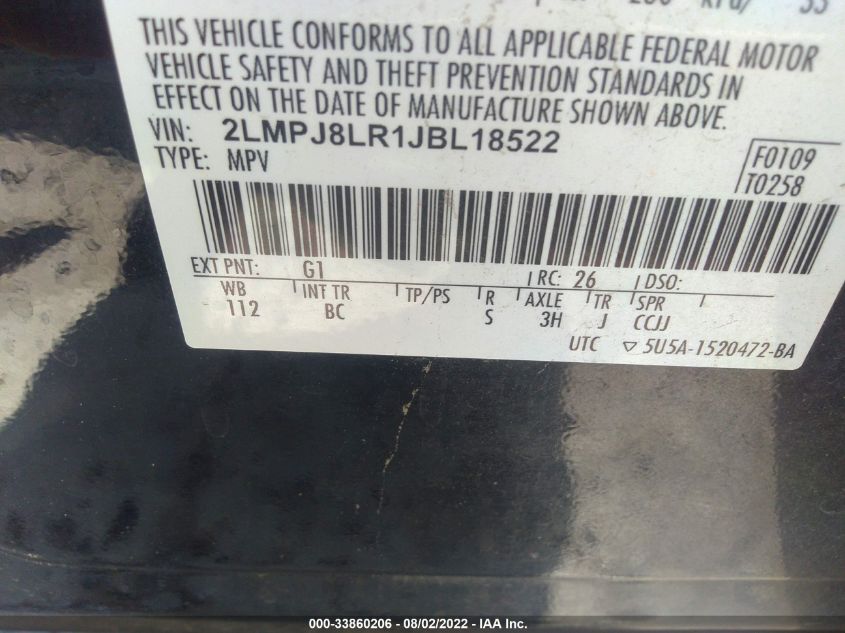 kPa/ 33
THIS VEHICLE CONFORMS TO ALL APPLICABLE FEDERAL MOTOR
VEHICLE SAFETY AND THEFT PREVENTION STANDARDS IN
EFFECT ON THE DATE OF MANUFACTURE SHOWN ABOVE.
VIN: 2LMPJ8LR1JBL18522
TYPE: MPV
F0109
T0258
EXT PNT: G1 RC: 26 DSO:
WB INT TR TP/PS R AXLE TR SPR
112 BC S 3H J CCJJ
UTC ▽ 5U5A-1520472-BA
000-33860206 - 08/02/2022 - IAA Inc.